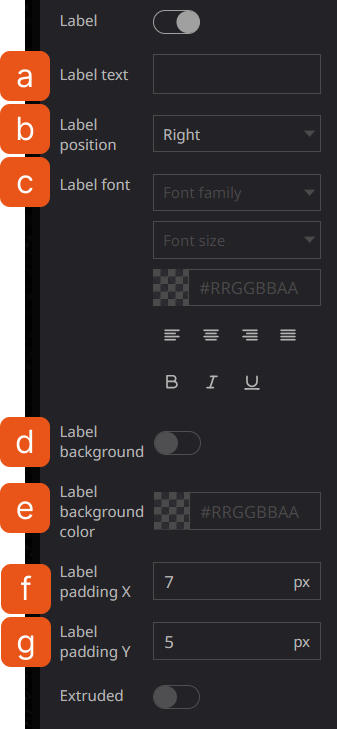 Label
a Label text
b Label position Right
c Label font Font family
Font size
#RRGGBBAA
B I U
d Label background
e Label background color #RRGGBBAA
f Label padding X 7 px
g Label padding Y 5 px
Extruded